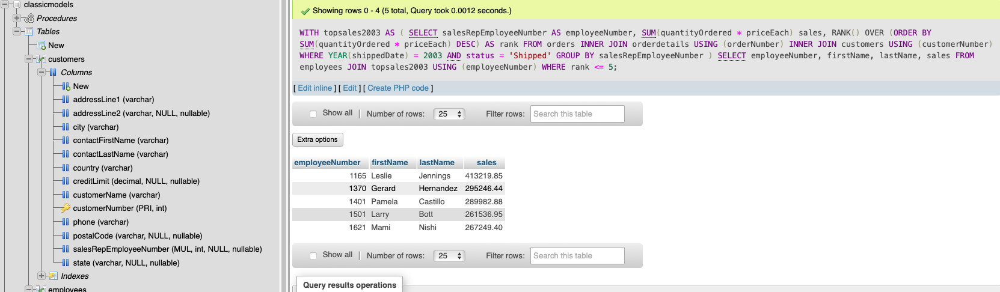 classicmodels
Procedures
Tables
New
customers
Columns
New
addressLine1 (varchar)
addressLine2 (varchar, NULL, nullable)
city (varchar)
contactFirstName (varchar)
contactLastName (varchar)
country (varchar)
creditLimit (decimal, NULL, nullable)
customerName (varchar)
customerNumber (PRI, int)
phone (varchar)
postalCode (varchar, NULL, nullable)
salesRepEmployeeNumber (MUL, int, NULL, nullable)
state (varchar, NULL, nullable)
Indexes
employees
Showing rows 0 - 4 (5 total, Query took 0.0012 seconds.)
WITH topsales2003 AS ( SELECT salesRepEmployeeNumber AS employeeNumber, SUM(quantityOrdered * priceEach) sales, RANK() OVER (ORDER BY
SUM(quantityOrdered * priceEach) DESC) AS rank FROM orders INNER JOIN orderdetails USING (orderNumber) INNER JOIN customers USING (customerNumber)
WHERE YEAR(shippedDate) = 2003 AND status = 'Shipped' GROUP BY salesRepEmployeeNumber ) SELECT employeeNumber, firstName, lastName, sales FROM
employees JOIN topsales2003 USING (employeeNumber) WHERE rank <= 5;
[ Edit inline ] [ Edit ] [ Create PHP code ]
Show all | Number of rows: 25 Filter rows: Search this table
Extra options
employeeNumber firstName lastName sales
1165 Leslie Jennings 413219.85
1370 Gerard Hernandez 295246.44
1401 Pamela Castillo 289982.88
1501 Larry Bott 261536.95
1621 Mami Nishi 267249.40
Show all | Number of rows: 25 Filter rows: Search this table
Query results operations